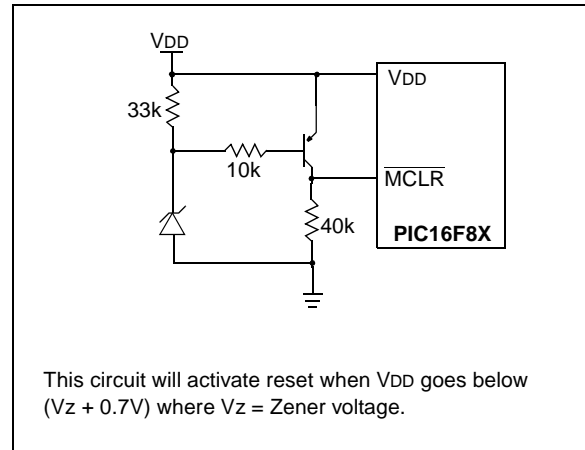 VDD
VDD
33k
10k
MCLR
40k
PIC16F8X
This circuit will activate reset when VDD goes below
(Vz + 0.7V) where Vz = Zener voltage.